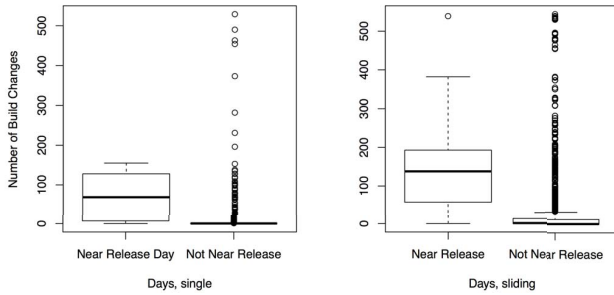 Number of Build Changes
500
400
300
200
100
0
Near Release Day
Not Near Release
Days, single
500
400
300
200
100
0
Near Release
Not Near Release
Days, sliding